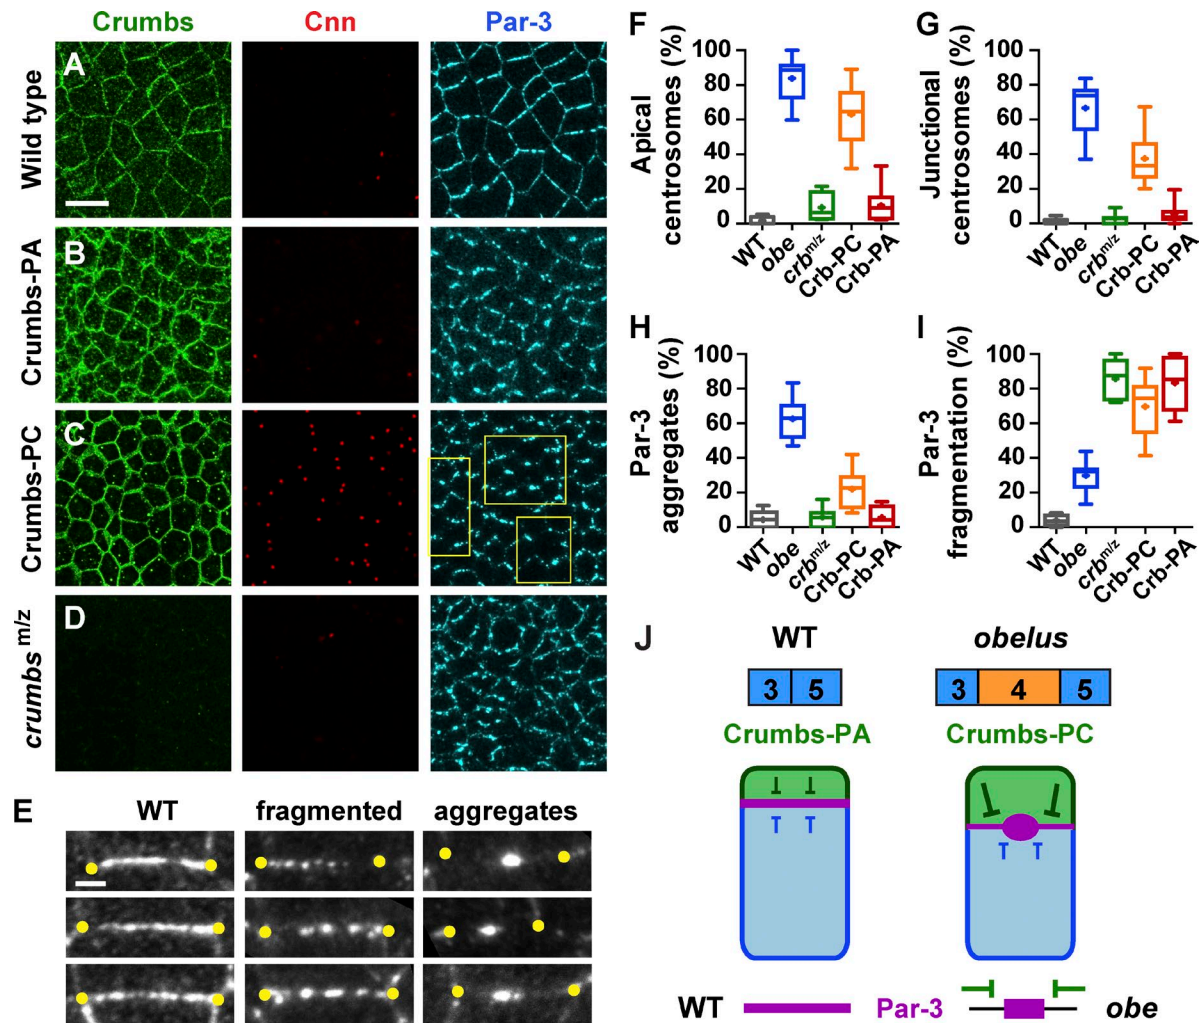 Crumbs Cnn Par-3
A
Wild type
B
Crumbs-PA
C
Crumbs-PC
D
crumbs m/z
E
WT fragmented aggregates
F
Apical
centrosomes (%)
100
80
60
40
20
0
WT
obe
crb m/z
Crb-PC
Crb-PA
G
Junctional
centrosomes (%)
100
80
60
40
20
0
WT
obe
crb m/z
Crb-PC
Crb-PA
H
Par-3
aggregates (%)
100
80
60
40
20
0
WT
obe
crb m/z
Crb-PC
Crb-PA
I
Par-3
fragmentation (%)
100
80
60
40
20
0
WT
obe
crb m/z
Crb-PC
Crb-PA
J
WT obelus
3 5 3 4 5
Crumbs-PA Crumbs-PC
WT Par-3 obe